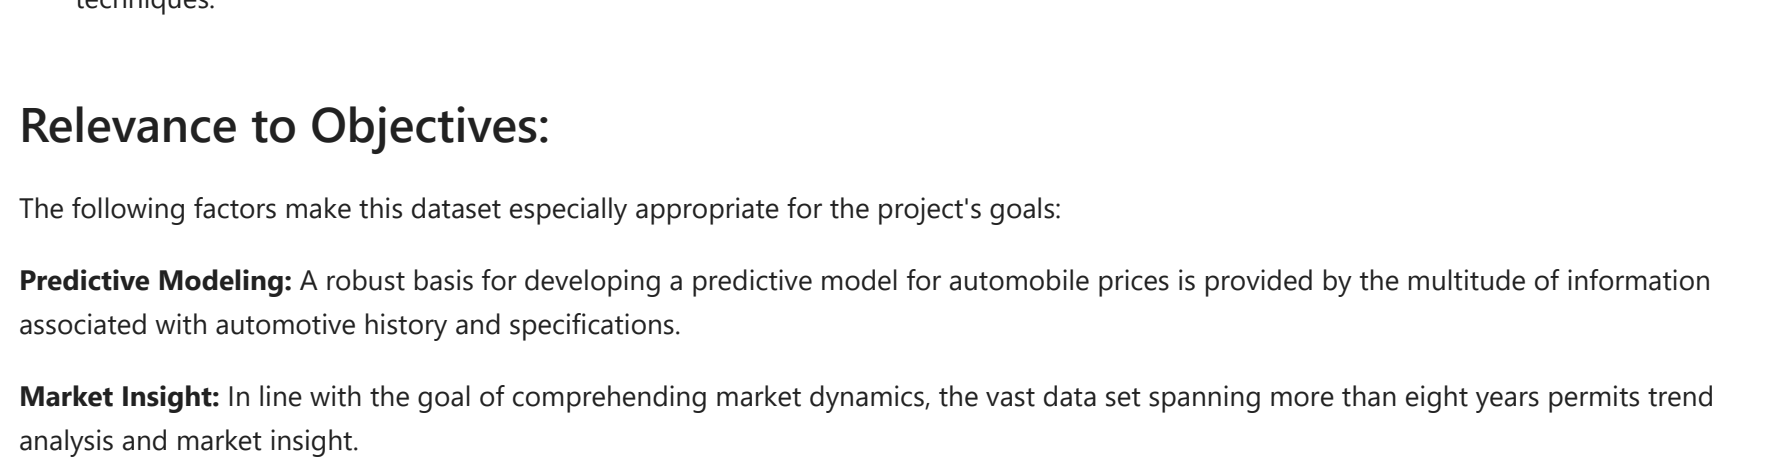 techniques.
Relevance to Objectives:
The following factors make this dataset especially appropriate for the project's goals:
Predictive Modeling: A robust basis for developing a predictive model for automobile prices is provided by the multitude of information
associated with automotive history and specifications.
Market Insight: In line with the goal of comprehending market dynamics, the vast data set spanning more than eight years permits trend
analysis and market insight.